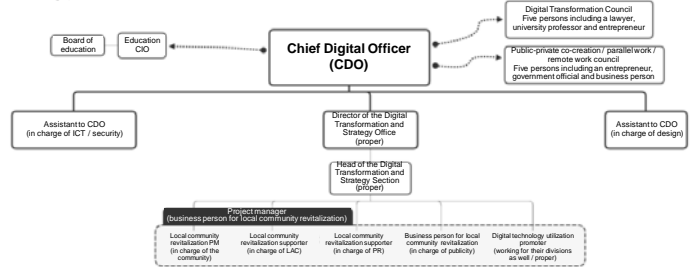 Digital Transformation Council
Five persons including a lawyer,
university professor and entrepreneur
Board of
education
Education
CIO
Chief Digital Officer
(CDO)
Public-private co-creation / parallel work /
remote work council
Five persons including an entrepreneur,
government official and business person
Assistant to CDO
(in charge of ICT / security)
Director of the Digital
Transformation and
Strategy Office
(proper)
Assistant to CDO
(in charge of design)
Head of the Digital
Transformation and
Strategy Section
(proper)
Project manager
(business person for local community revitalization)
Local community
revitalization PM
(in charge of the
community)
Local community
revitalization supporter
(in charge of LAC)
Local community
revitalization supporter
(in charge of PR)
Business person for local
community revitalization
(in charge of publicity)
Digital technology utilization
promoter
(working for their divisions
as well / proper)